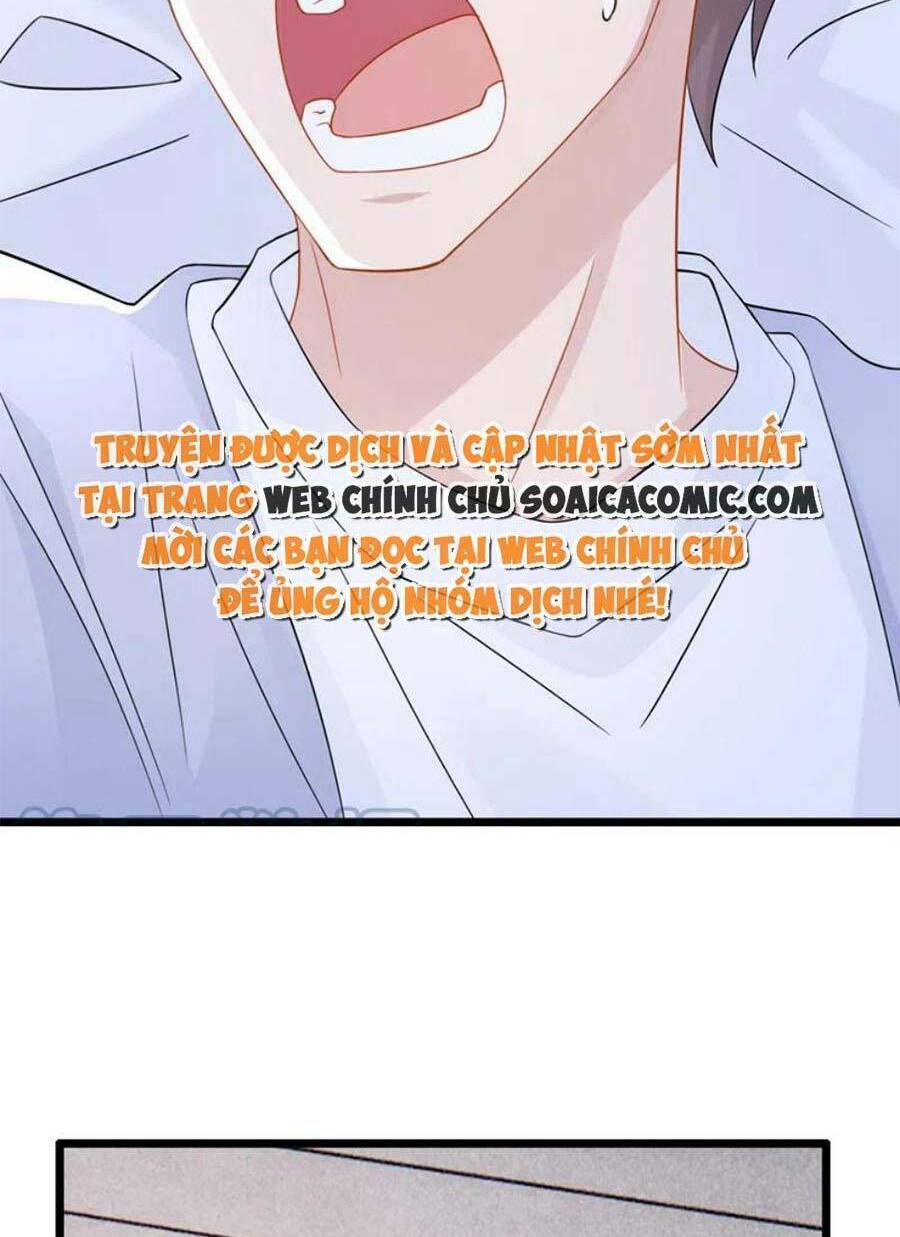 TRUYỆN ĐƯỢC DỊCH VÀ CẬP NHẬT SỚM NHẤT
TẠI TRANG WEB CHÍNH CHỦ SOAICACOMIC.COM
MỜI CÁC BẠN ĐỌC TẠI WEB CHÍNH CHỦ
ĐỂ ỦNG HỘ NHÓM DỊCH NHÉ!